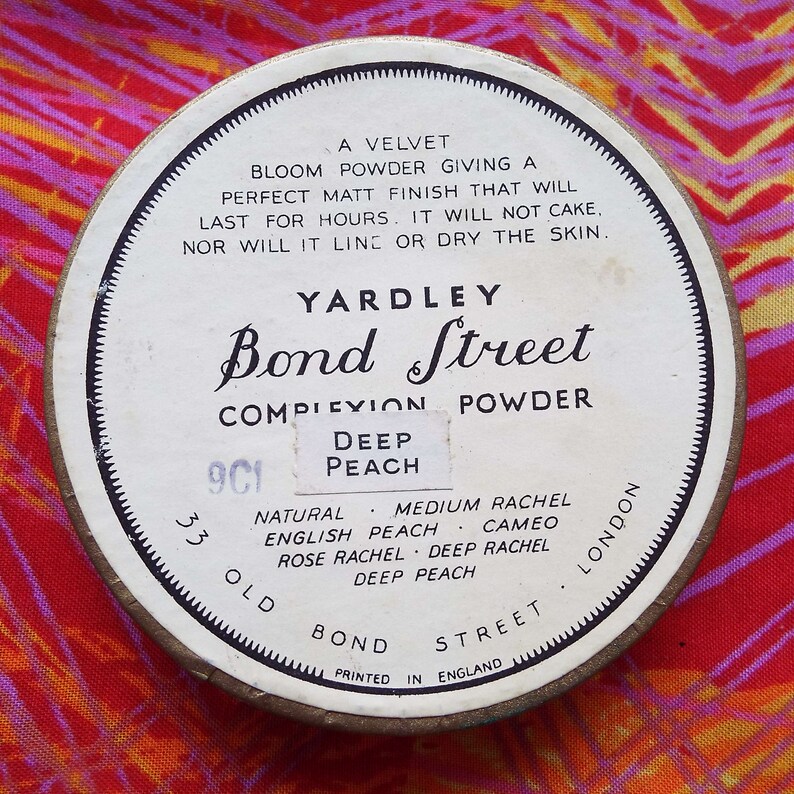 A VELVET
BLOOM POWDER GIVING A
PERFECT MATT FINISH THAT WILL
LAST FOR HOURS. IT WILL NOT CAKE,
NOR WILL IT LINE OR DRY THE SKIN.
YARDLEY
Bond Street
COMPLEXION POWDER
DEEP
PEACH
9C1
NATURAL · MEDIUM RACHEL
ENGLISH PEACH · CAMEO
ROSE RACHEL · DEEP RACHEL
DEEP PEACH
33 OLD BOND STREET · LONDON
PRINTED IN ENGLAND